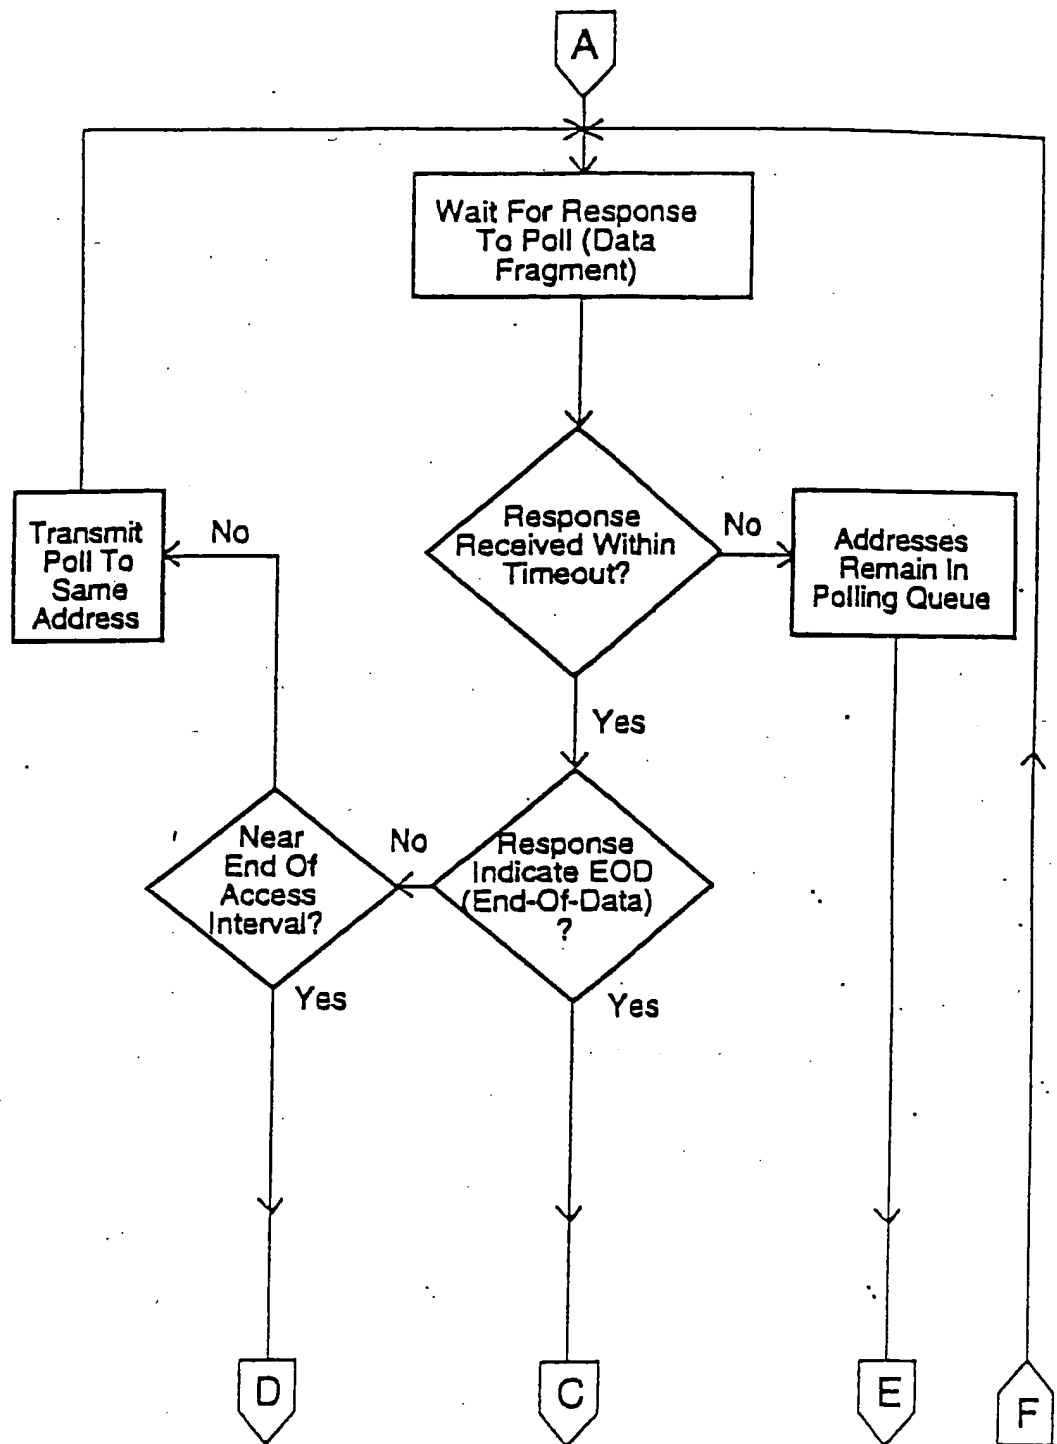 A
Wait For Response
To Poll (Data
Fragment)
Transmit
Poll To
Same
Address
No
Response
Received Within
Timeout?
No
Addresses
Remain In
Polling Queue
Yes
Near
End Of
Access
Interval?
No
Response
Indicate EOD
(End-Of-Data)
?
Yes
Yes
D
C
E
F